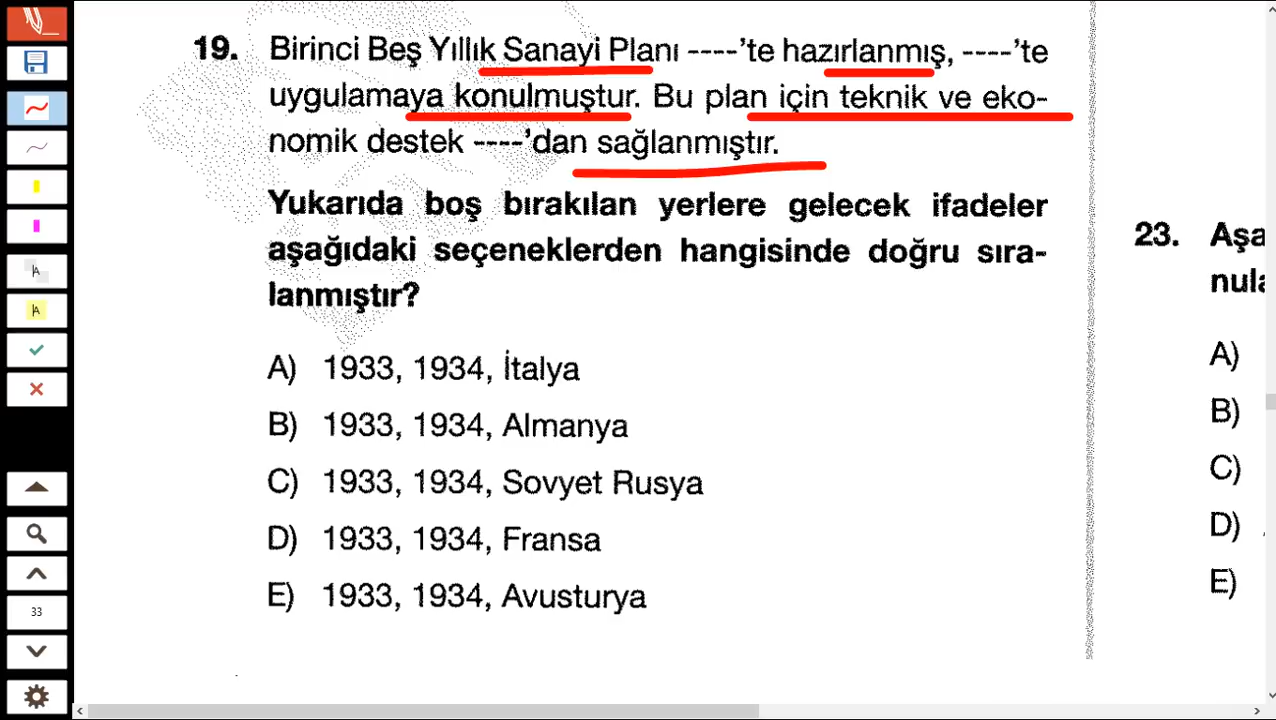 19. Birinci Beş Yıllık Sanayi Planı ----'te hazırlanmış, ----'te
uygulamaya konulmuştur. Bu plan için teknik ve eko-
nomik destek ----'dan sağlanmıştır.
Yukarıda boş bırakılan yerlere gelecek ifadeler
aşağıdaki seçeneklerden hangisinde doğru sıra-
lanmıştır?
A) 1933, 1934, İtalya
B) 1933, 1934, Almanya
C) 1933, 1934, Sovyet Rusya
D) 1933, 1934, Fransa
E) 1933, 1934, Avusturya
23. Aşa
nula
A)
B)
C)
D)
E)
A
A
33